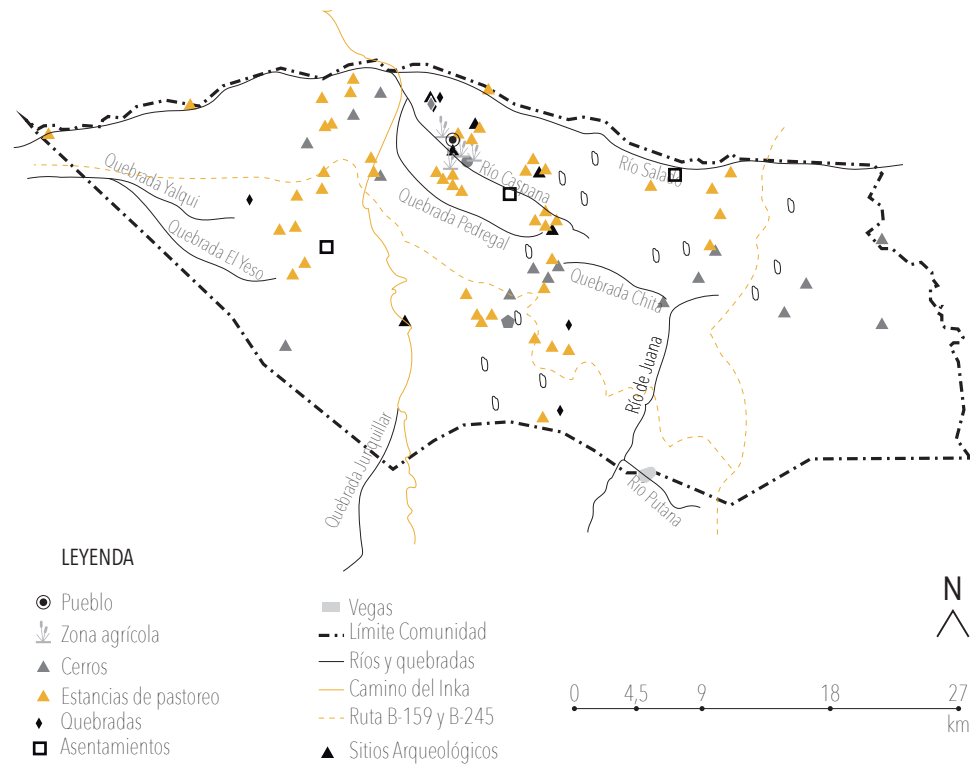 Río Salado
Río Caspana
Quebrada Yalqui
Quebrada Pedregal
Quebrada El Yeso
Quebrada Chita
Río de Juana
Quebrada Junquillar
Río Putana
LEYENDA
Pueblo
Zona agrícola
Cerros
Estancias de pastoreo
Quebradas
Asentamientos
Vegas
Límite Comunidad
Ríos y quebradas
Camino del Inka
Ruta B-159 y B-245
Sitios Arqueológicos
N
0 4,5 9 18 27
km